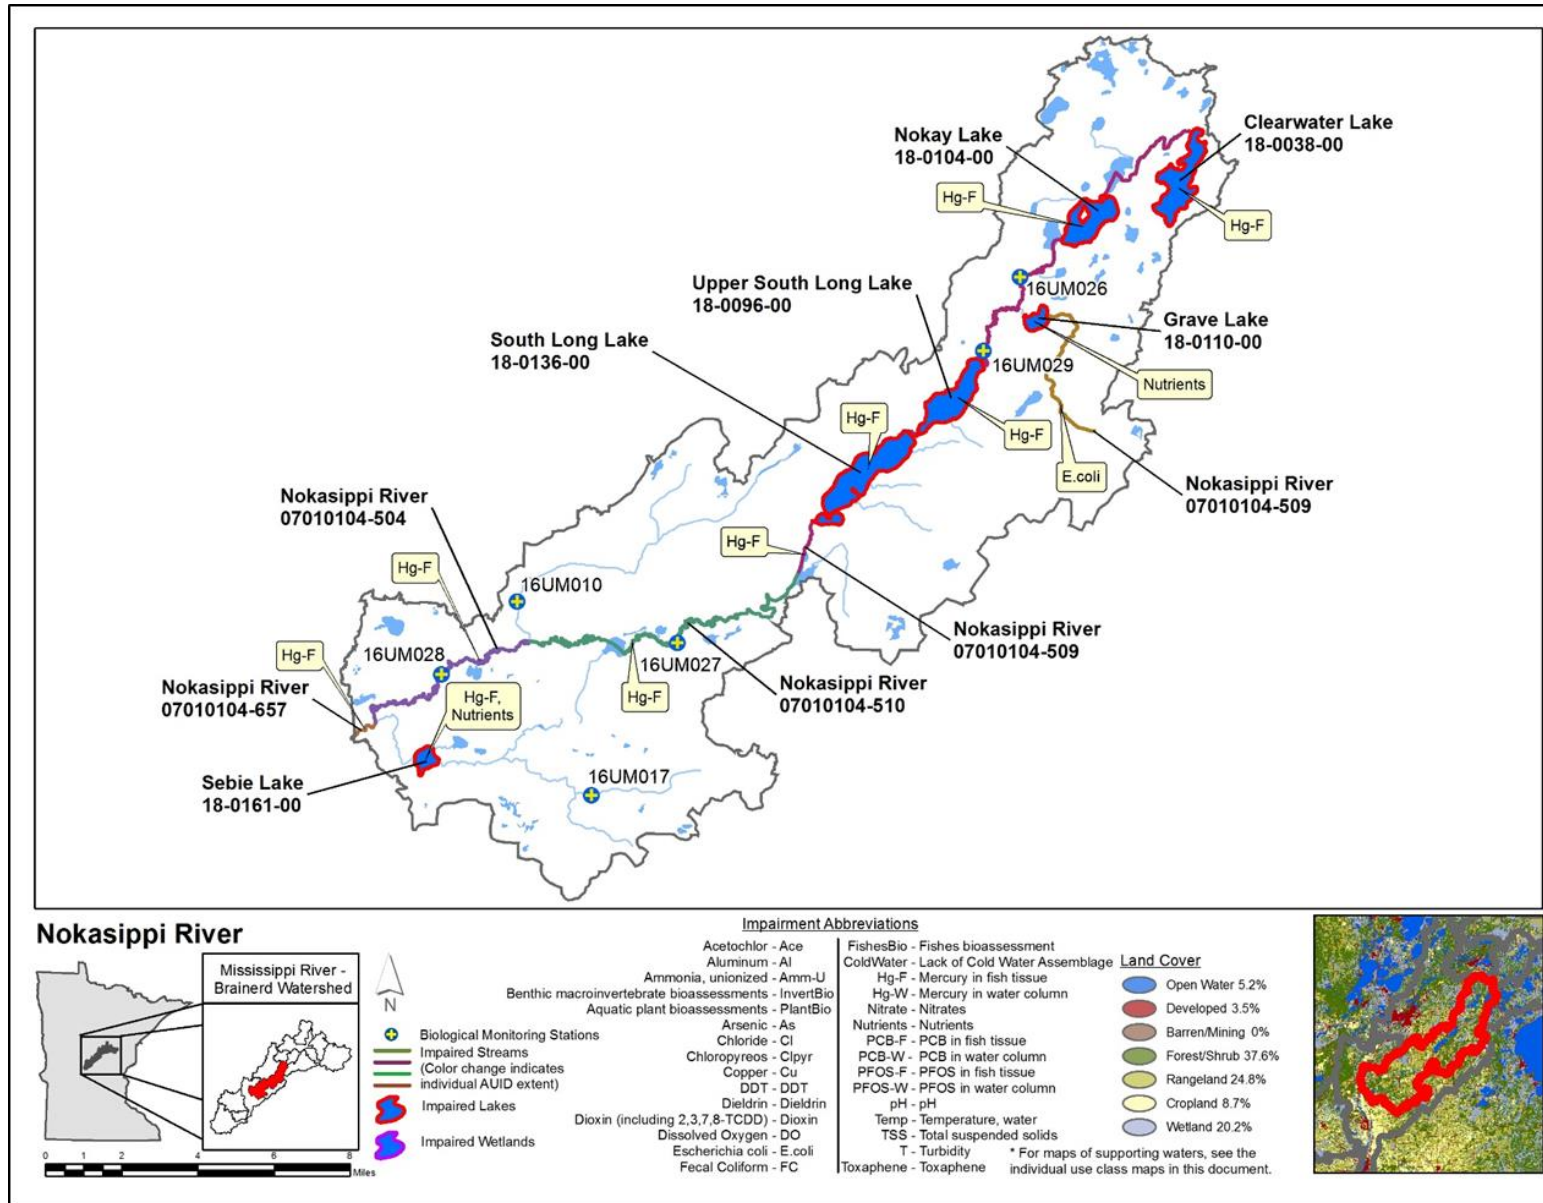 Clearwater Lake
18-0038-00
Nokay Lake
18-0104-00
Hg-F
Hg-F
Upper South Long Lake
18-0096-00
16UM026
Grave Lake
18-0110-00
South Long Lake
18-0136-00
16UM029
Nutrients
Hg-F
Hg-F
E.coli
Nokasippi River
07010104-509
Nokasippi River
07010104-504
Hg-F
Hg-F
16UM010
Nokasippi River
07010104-509
16UM028
Hg-F
16UM027
Nokasippi River
07010104-657
Hg-F,
Nutrients
Hg-F
Nokasippi River
07010104-510
Sebie Lake
18-0161-00
16UM017
Nokasippi River
Mississippi River -
Brainerd Watershed
0 2 4 6 8
Miles
N
Biological Monitoring Stations
Impaired Streams
(Color change indicates
individual AUID extent)
Impaired Lakes
Impaired Wetlands
Impairment Abbreviations
Acetochlor - Ace
Aluminum - Al
Ammonia, unionized - Amm-U
Benthic macroinvertebrate bioassessments - InvertBio
Aquatic plant bioassessments - PlantBio
Arsenic - As
Chloride - Cl
Chloropyreos - Clpyr
Copper - Cu
DDT - DDT
Dieldrin - Dieldrin
Dioxin (including 2,3,7,8-TCDD) - Dioxin
Dissolved Oxygen - DO
Escherichia coli - E.coli
Fecal Coliform - FC
FishesBio - Fishes bioassessment
ColdWater - Lack of Cold Water Assemblage
Hg-F - Mercury in fish tissue
Hg-W - Mercury in water column
Nitrate - Nitrates
Nutrients - Nutrients
PCB-F - PCB in fish tissue
PCB-W - PCB in water column
PFOS-F - PFOS in fish tissue
PFOS-W - PFOS in water column
pH - pH
Temp - Temperature, water
TSS - Total suspended solids
T - Turbidity
Toxaphene - Toxaphene
* For maps of supporting waters, see the
individual use class maps in this document.
Land Cover
Open Water 5.2%
Developed 3.5%
Barren/Mining 0%
Forest/Shrub 37.6%
Rangeland 24.8%
Cropland 8.7%
Wetland 20.2%